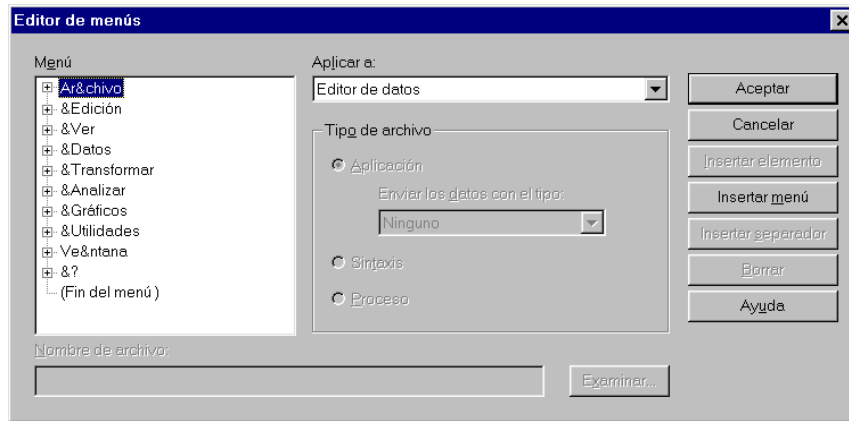 Editor de menús
Menú
Ar&chivo
&Edición
&Ver
&Datos
&Transformar
&Analizar
&Gráficos
&Utilidades
Ve&ntana
&?
(Fin del menú )
Aplicar a:
Editor de datos
Tipo de archivo
Aplicación
Enviar los datos con el tipo:
Ninguno
Sintaxis
Proceso
Aceptar
Cancelar
Insertar elemento
Insertar menú
Insertar separador
Borrar
Ayuda
Nombre de archivo:
Examinar...